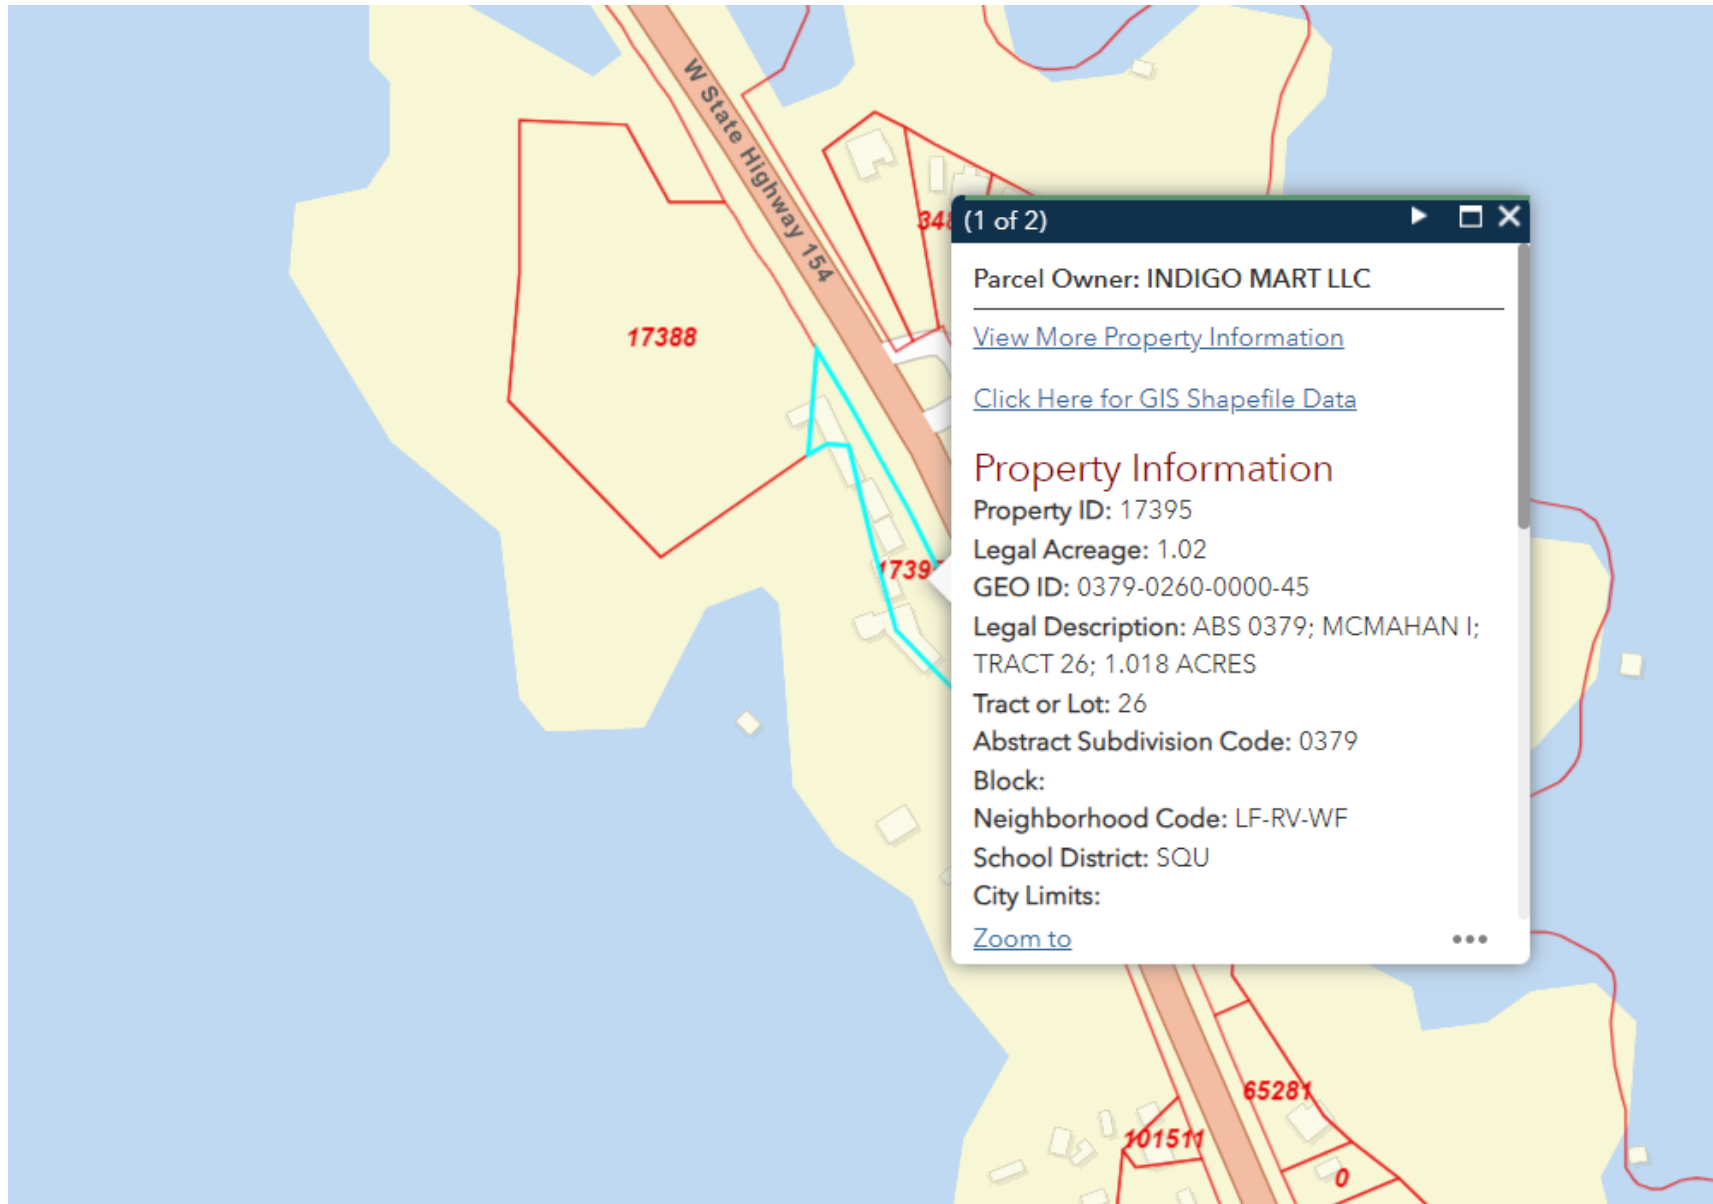 W State Highway 154
348
(1 of 2)
Parcel Owner: INDIGO MART LLC
View More Property Information
17388
Click Here for GIS Shapefile Data
Property Information
Property ID: 17395
Legal Acreage: 1.02
1739
GEO ID: 0379-0260-0000-45
Legal Description: ABS 0379; MCMAHAN I;
TRACT 26; 1.018 ACRES
Tract or Lot: 26
Abstract Subdivision Code: 0379
Block:
Neighborhood Code: LF-RV-WF
School District: SQU
City Limits:
Zoom to
65281
101511
0